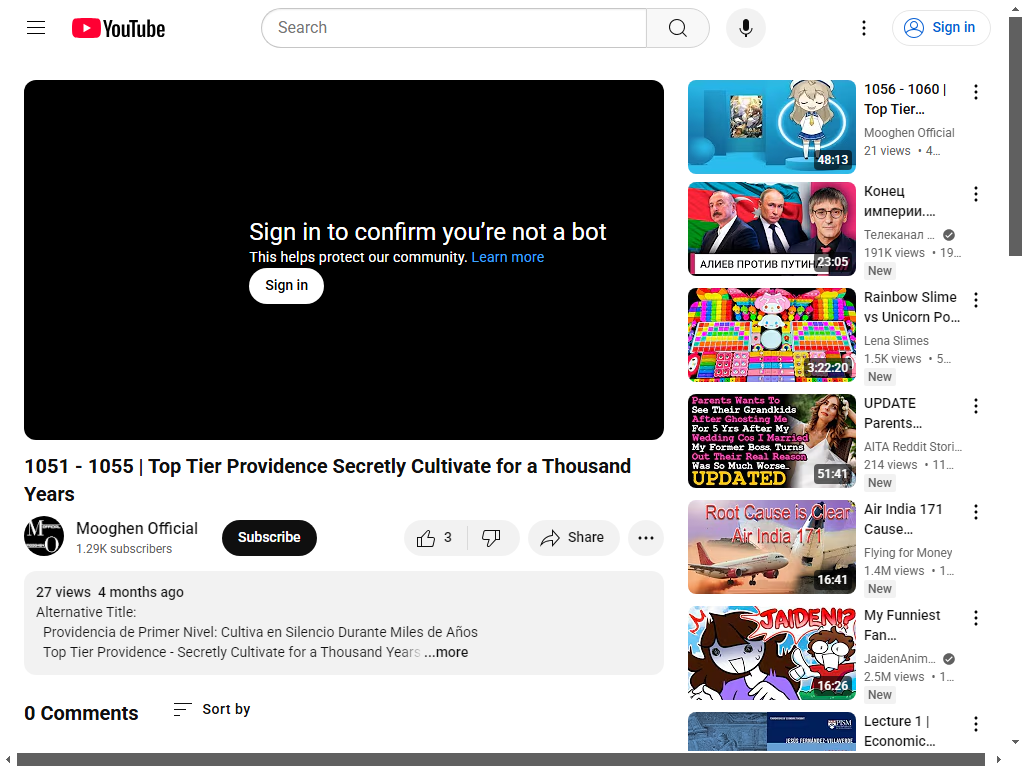 YouTube
Search
Sign in
Sign in to confirm you’re not a bot
This helps protect our community. Learn more
Sign in
1051 - 1055 | Top Tier Providence Secretly Cultivate for a Thousand
Years
Mooghen Official
1.29K subscribers
Subscribe
3
Share
27 views 4 months ago
Alternative Title:
Providencia de Primer Nivel: Cultiva en Silencio Durante Miles de Años
Top Tier Providence - Secretly Cultivate for a Thousand Years ...more
0 Comments
Sort by
48:13
1056 - 1060 |
Top Tier...
Mooghen Official
21 views • 4...
АЛИЕВ ПРОТИВ ПУТИН
23:05
Конец
империи....
Телеканал ...
191K views • 19...
New
3:22:20
Rainbow Slime
vs Unicorn Po...
Lena Slimes
1.5K views • 5...
New
Parents Wants To
See Their Grandkids
After Ghosting Me
For 5 Yrs After My
Wedding Cos I Married
My Former Boss. Turns
Out Their Real Reason
Was So Much Worse..
UPDATED
51:41
UPDATE
Parents...
AITA Reddit Stori...
214 views • 11...
New
Root Cause is Clear
Air India 171
16:41
Air India 171
Cause...
Flying for Money
1.4M views • 1...
New
JAIDEN!?
16:26
My Funniest
Fan...
JaidenAnim...
2.5M views • 1...
New
PISM
JESÚS FERNÁNDEZ-VILLAVERDE
Lecture 1 |
Economic...